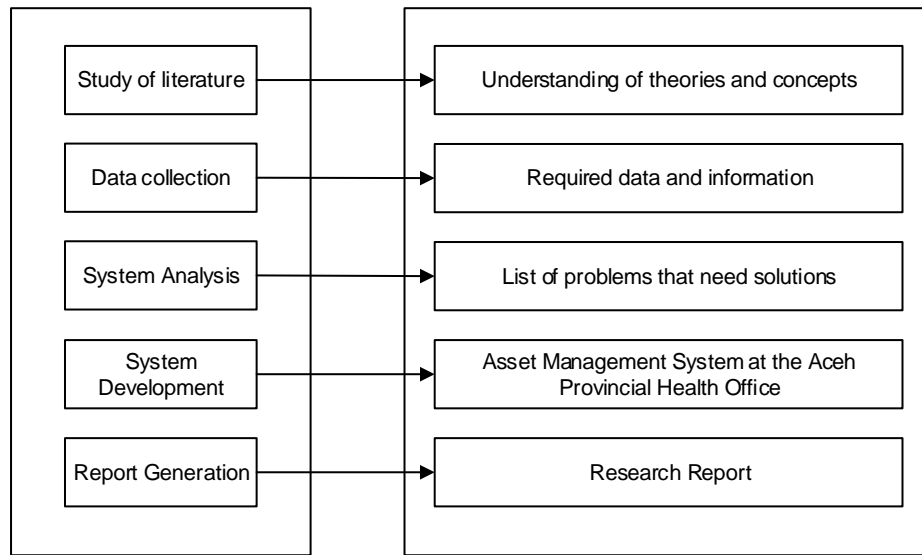 Study of literature
Understanding of theories and concepts
Data collection
Required data and information
System Analysis
List of problems that need solutions
System
Development
Asset Management System at the Aceh
Provincial Health Office
Report Generation
Research Report